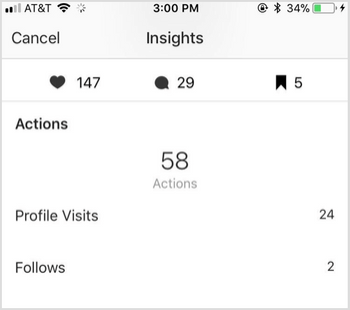 AT&T 3:00 PM 34%
Cancel Insights
147 29 5
Actions
58
Actions
Profile Visits 24
Follows 2